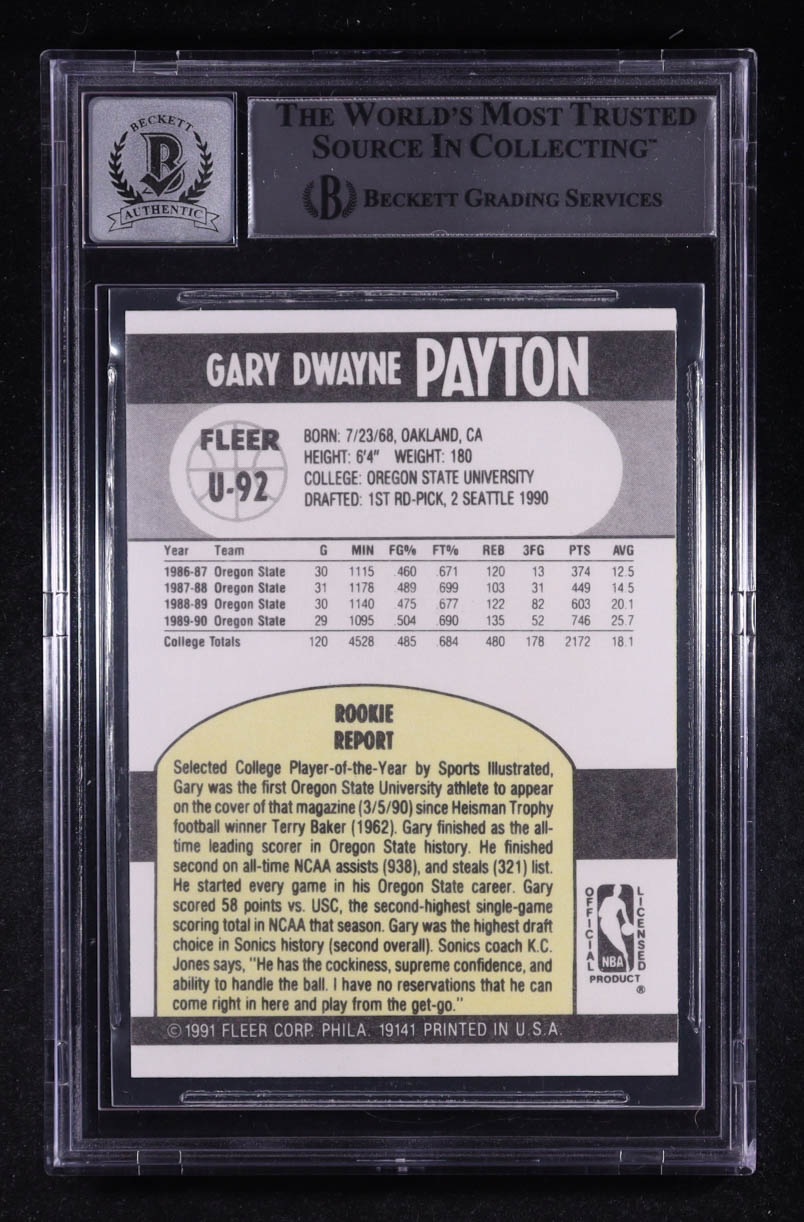 BECKETT
B
AUTHENTIC
THE WORLD'S MOST TRUSTED
SOURCE IN COLLECTING™
B BECKETT GRADING SERVICES
GARY DWAYNE PAYTON
FLEER
U-92
BORN: 7/23/68, OAKLAND, CA
HEIGHT: 6'4" WEIGHT: 180
COLLEGE: OREGON STATE UNIVERSITY
DRAFTED: 1ST RD-PICK, 2 SEATTLE 1990
Year Team G MIN FG% FT% REB 3FG PTS AVG
1986-87 Oregon State 30 1115 .460 .671 120 13 374 12.5
1987-88 Oregon State 31 1178 .489 .699 103 31 449 14.5
1988-89 Oregon State 30 1140 .475 .677 122 82 603 20.1
1989-90 Oregon State 29 1095 .504 .690 135 52 746 25.7
College Totals 120 4528 .485 .684 480 178 2172 18.1
ROOKIE
REPORT
Selected College Player-of-the-Year by Sports Illustrated,
Gary was the first Oregon State University athlete to appear
on the cover of that magazine (3/5/90) since Heisman Trophy
football winner Terry Baker (1962). Gary finished as the all-
time leading scorer in Oregon State history. He finished
second on all-time NCAA assists (938), and steals (321) list.
He started every game in his Oregon State career. Gary
scored 58 points vs. USC, the second-highest single-game
scoring total in NCAA that season. Gary was the highest draft
choice in Sonics history (second overall). Sonics coach K.C.
Jones says, "He has the cockiness, supreme confidence, and
ability to handle the ball. I have no reservations that he can
come right in here and play from the get-go."
OFFICIAL LICENSED
NBA
PRODUCT
®
© 1991 FLEER CORP. PHILA. 19141 PRINTED IN U.S.A.